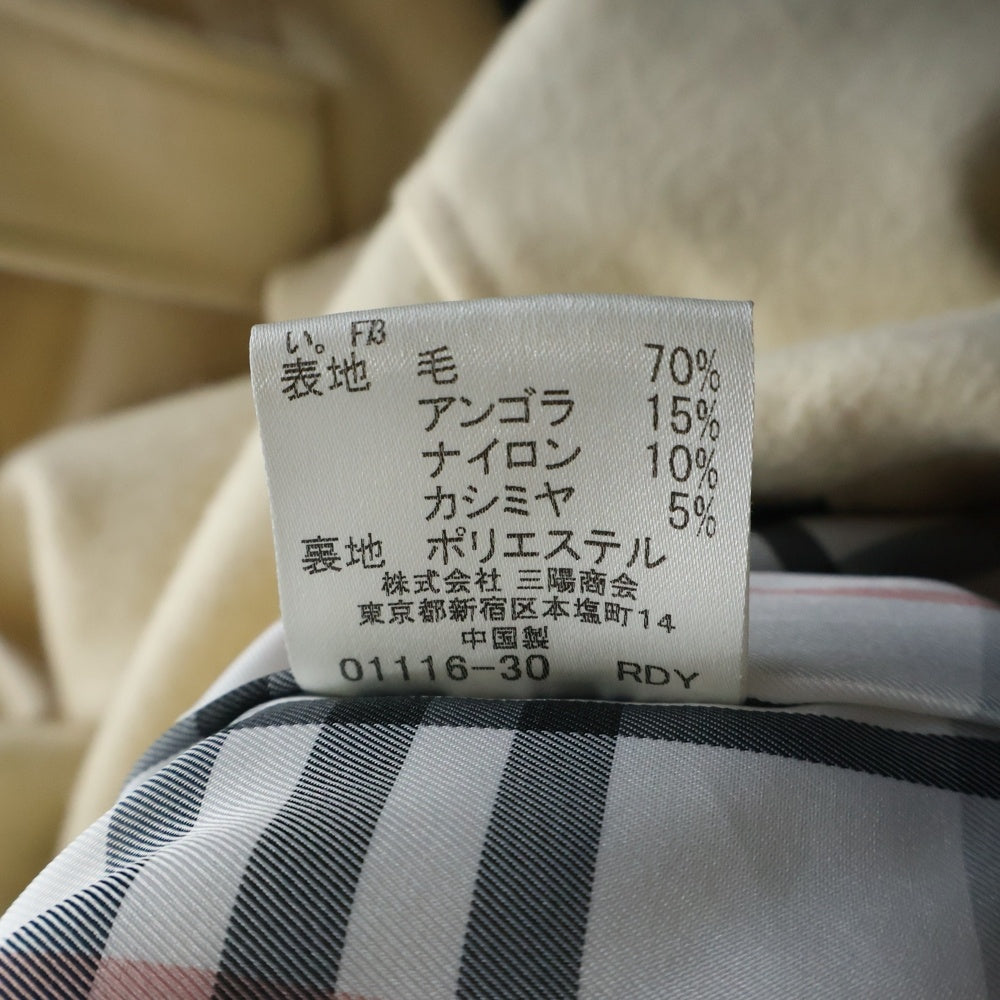 い。FB
表地 毛 70%
アンゴラ 15%
ナイロン 10%
カシミヤ 5%
裏地 ポリエステル
株式会社 三陽商会
東京都新宿区本塩町14
中国製
01116-30 RDY